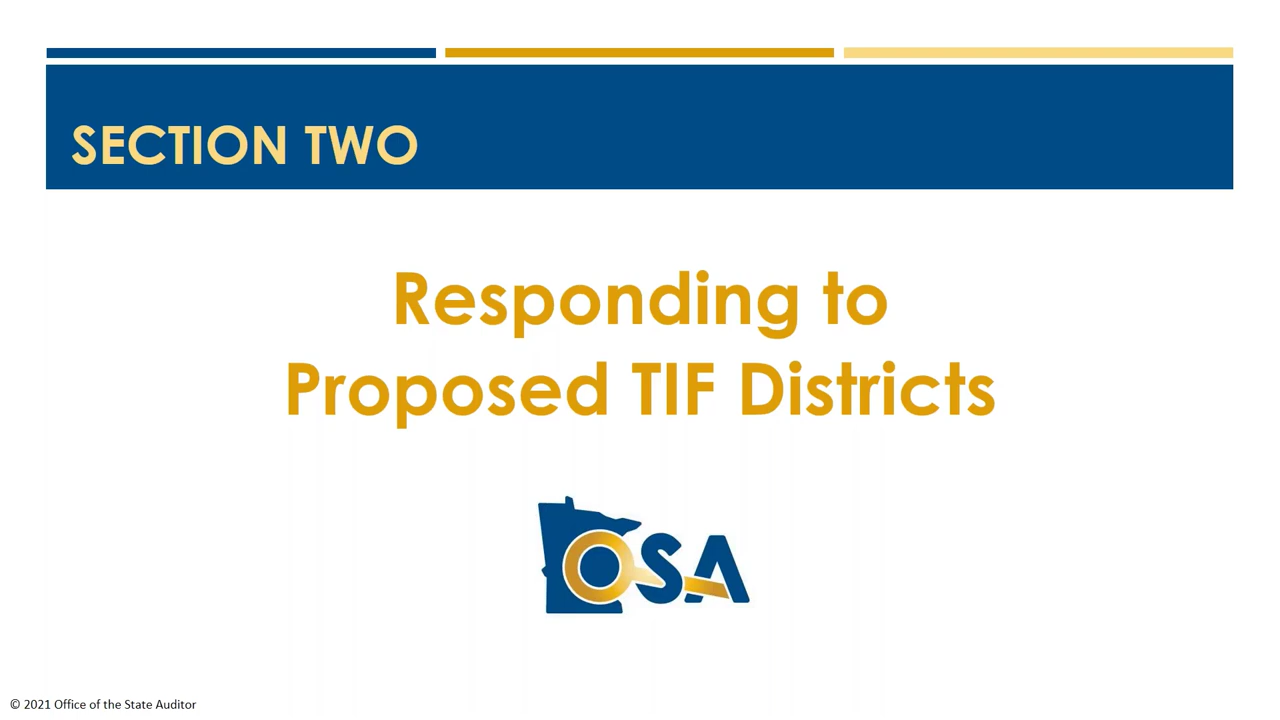 SECTION TWO
Responding to
Proposed TIF Districts
OSA
© 2021 Office of the State Auditor